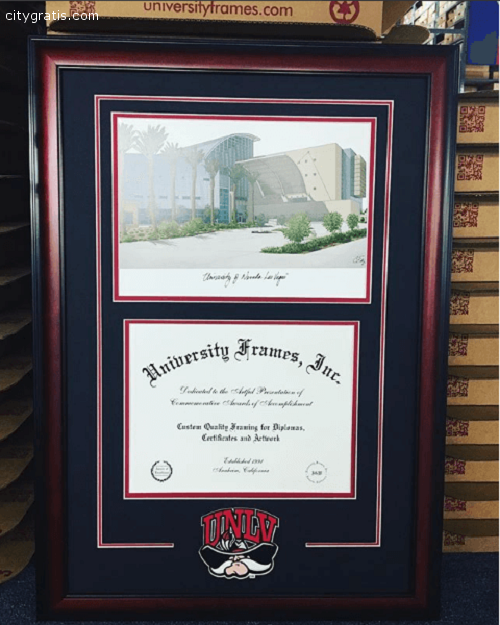 citygratis.com
universityframes.com
"University of Nevada - Las Vegas"
University Frames, Inc.
Dedicated to the Artful Presentation of
Commemorative Awards of Accomplishment
Custom Quality Framing for Diplomas,
Certificates and Artwork
Established
Anaheim, California
UNLV